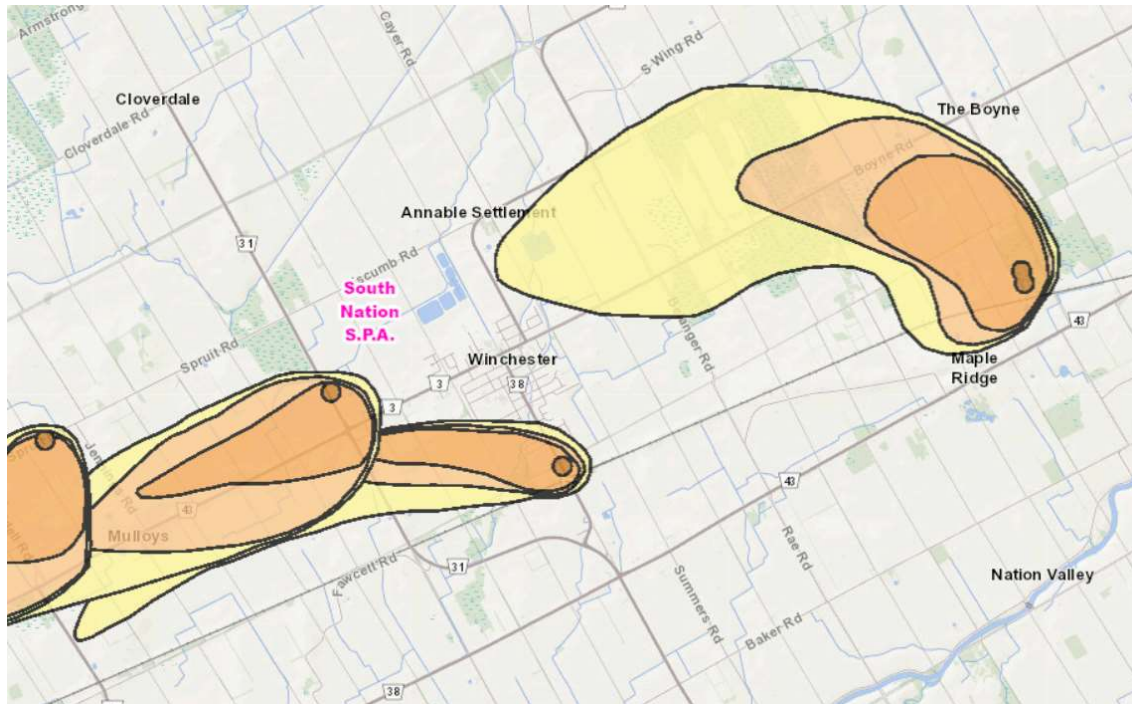 Armstrong Rd
Cayer Rd
S Wing Rd
Cloverdale
Cloverdale Rd
The Boyne
Boyne Rd
Annable Settlement
31
South
Nation
S.P.A.
Spruit Rd
Winchester
3
38
3
43
Maple
Ridge
43
43
Mulloys
Fawcett Rd
31
Rae Rd
Nation Valley
Summers Rd
Baker Rd
38